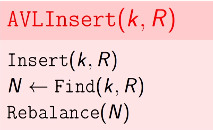 AVLInsert(k, R)
Insert(k, R)
N ← Find(k, R)
Rebalance(N)